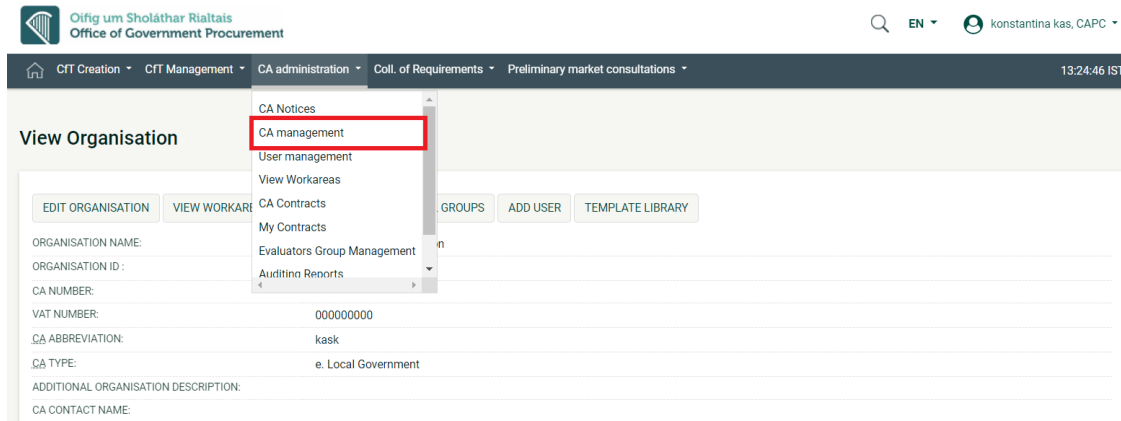 Oifig um Sholáthar Rialtais
Office of Government Procurement
EN
konstantina kas, CAPC
CfT Creation CfT Management CA administration Coll. of Requirements Preliminary market consultations 13:24:46 IST
CA Notices
CA management
User management
View Workareas
CA Contracts
My Contracts
Evaluators Group Management
Auditing Reports
View Organisation
EDIT ORGANISATION VIEW WORKARE GROUPS ADD USER TEMPLATE LIBRARY
ORGANISATION NAME: on
ORGANISATION ID :
CA NUMBER:
VAT NUMBER: 000000000
CA ABBREVIATION: kask
CA TYPE: e. Local Government
ADDITIONAL ORGANISATION DESCRIPTION:
CA CONTACT NAME: